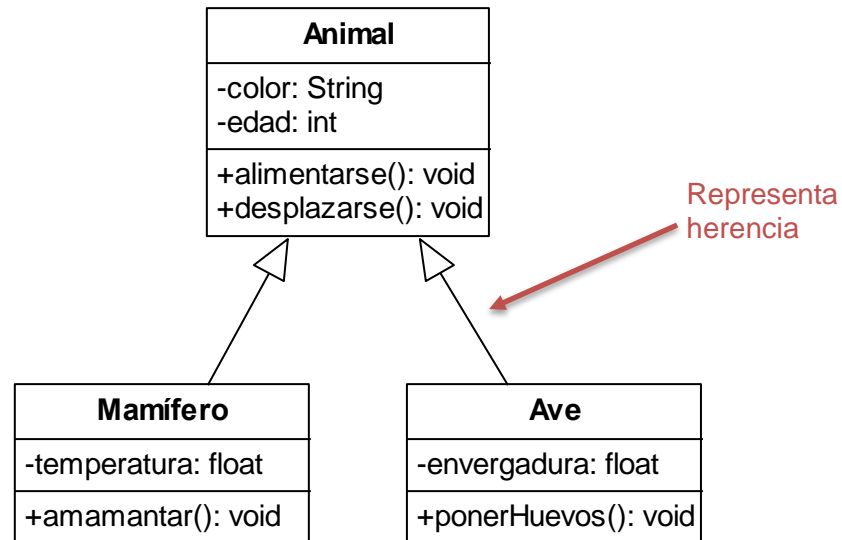 Animal
-color: String
-edad: int
+alimentarse(): void
+desplazarse(): void
Representa
herencia
Mamífero
-temperatura: float
+amamantar(): void
Ave
-envergadura: float
+ponerHuevos(): void